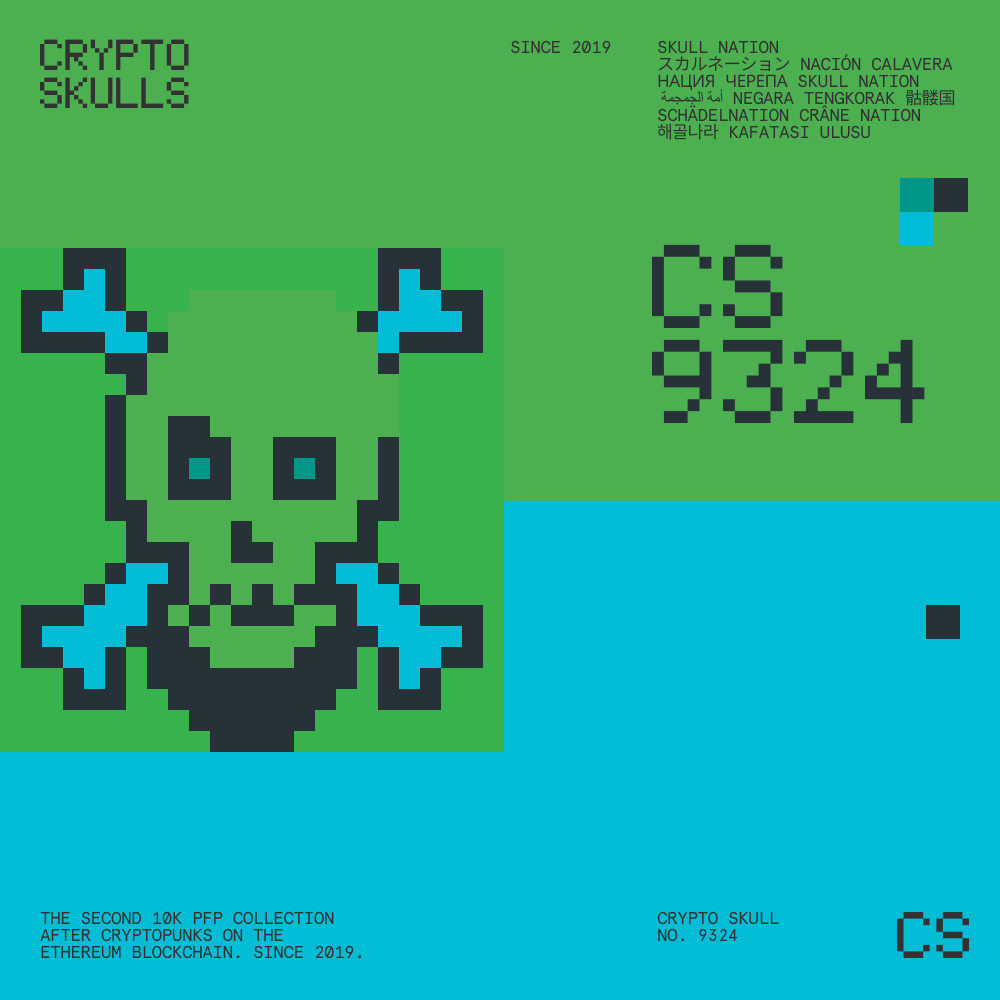 CRYPTO
SKULLS
SINCE 2019
SKULL NATION
スカルネーション NACIÓN CALAVERA
НАЦИЯ ЧЕРЕПА SKULL NATION
أمة الجمجمة NEGARA TENGKORAK 骷髅国
SCHÄDELNATION CRÂNE NATION
해골나라 KAFATASI ULUSU
CS
9324
THE SECOND 10K PFP COLLECTION
AFTER CRYPTOPUNKS ON THE
ETHEREUM BLOCKCHAIN. SINCE 2019.
CRYPTO SKULL
NO. 9324
CS